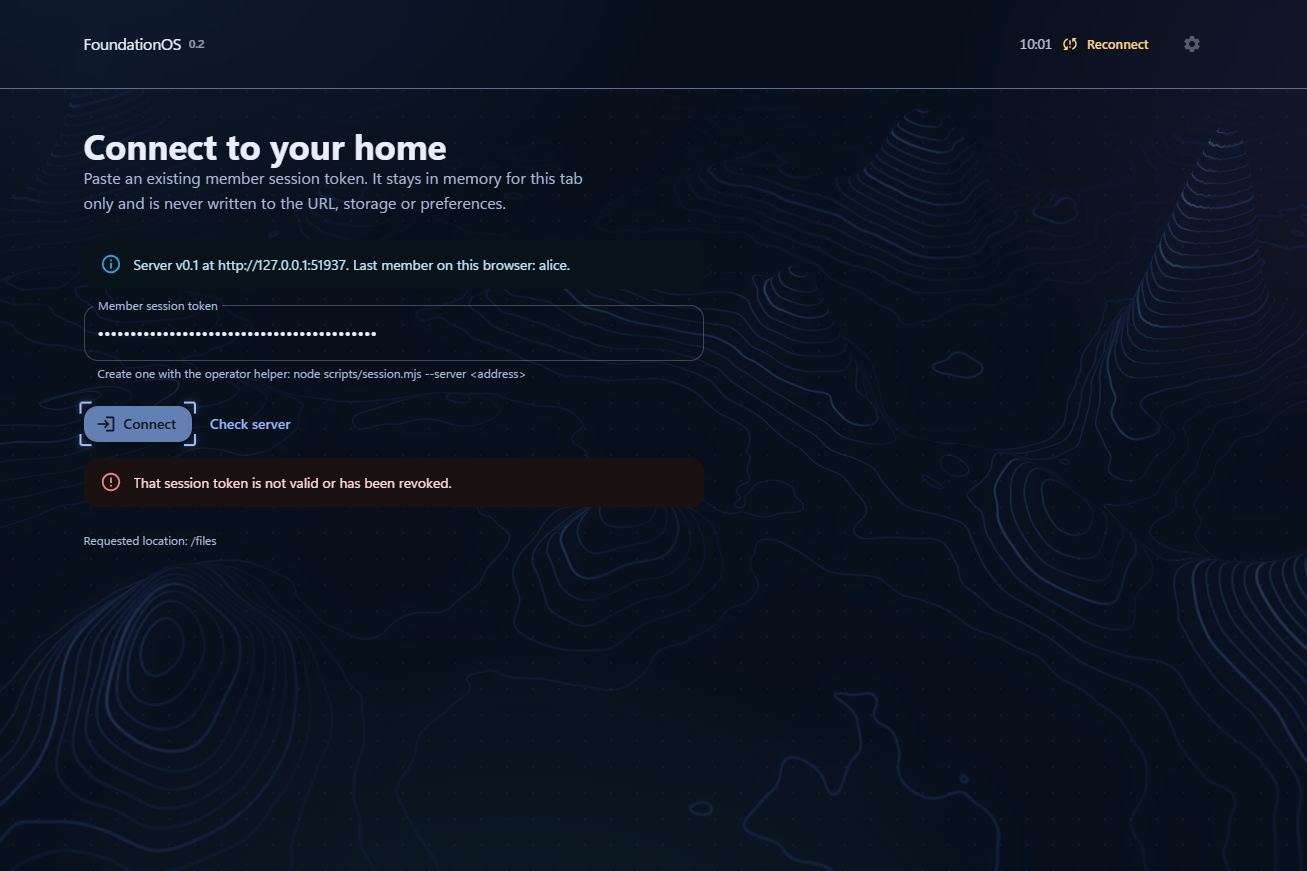 FoundationOS 0.2
10:01 Reconnect
Connect to your home
Paste an existing member session token. It stays in memory for this tab
only and is never written to the URL, storage or preferences.
Server v0.1 at http://127.0.0.1:51937. Last member on this browser: alice.
Member session token
Create one with the operator helper: node scripts/session.mjs --server <address>
Connect Check server
That session token is not valid or has been revoked.
Requested location: /files